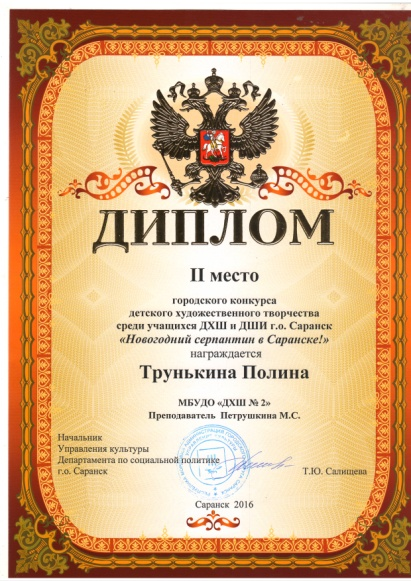 ДИПЛОМ
II место
городского конкурса
детского художественного творчества
среди учащихся ДХШ и ДШИ г.о. Саранск
«Новогодний серпантин в Саранске!»
награждается
Трунькина Полина
МБУДО «ДХШ № 2»
Преподаватель Петрушкина М.С.
Начальник
Управления культуры
Департамента по социальной политике
г.о. Саранск
Т.Ю. Салищева
Саранск 2016